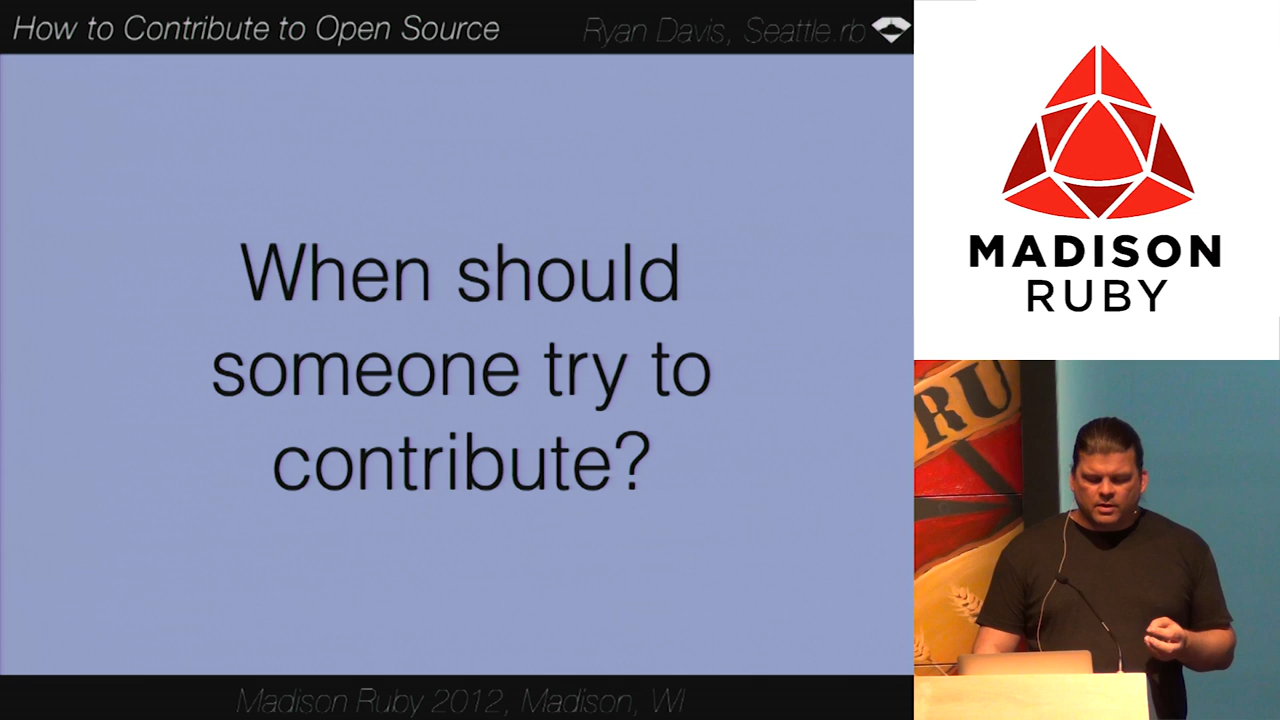 How to Contribute to Open Source
Ryan Davis, Seattle.rb
When should
someone try to
contribute?
Madison Ruby 2012, Madison, WI
MADISON
RUBY
RU